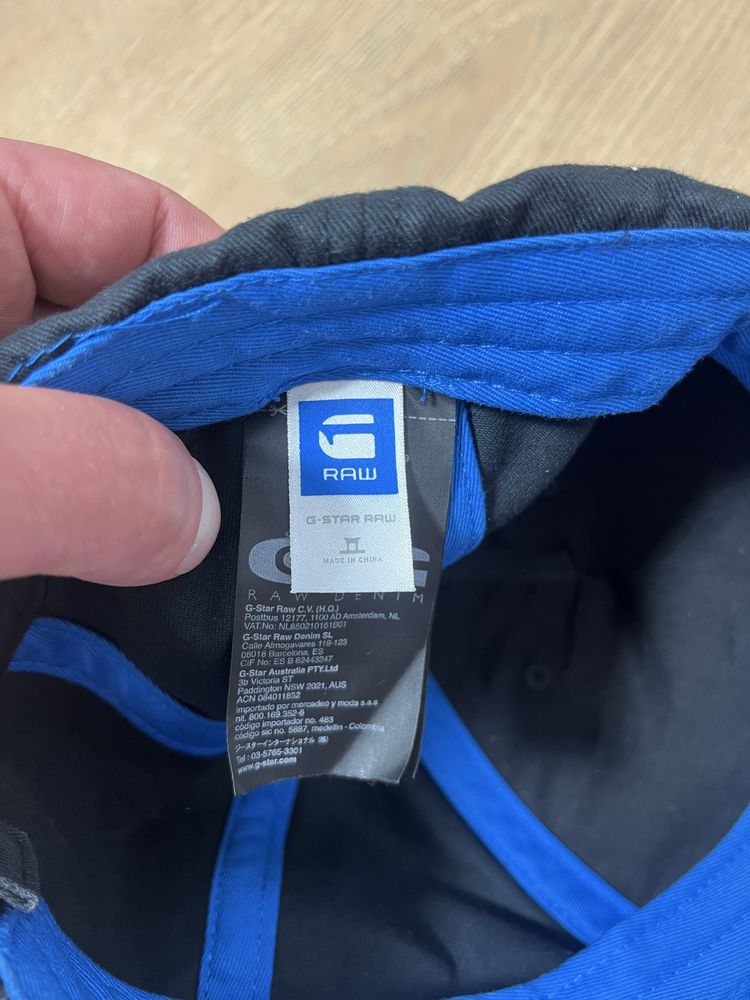 RAW
G-STAR RAW
MADE IN CHINA
RAW DENIM
G-Star Raw C.V. (H.Q.)
Postbus 12177, 1100 AD Amsterdam, NL
VAT.No: NL850210161B01
G-Star Raw Denim SL
Calle Almogavares 119-123
08018 Barcelona, ES
CIF No: ES B 62443247
G-Star Australia PTY.Ltd
3b Victoria ST
Paddington NSW 2021, AUS
ACN 084011852
Importado por mercadeo y moda s.a.s
nit. 800.169.352-6
código importador no. 483
código sic no. 5887, medellin - Colombia
ジースターインターナショナル (株)
Tel : 03-5765-3301
www.g-star.com